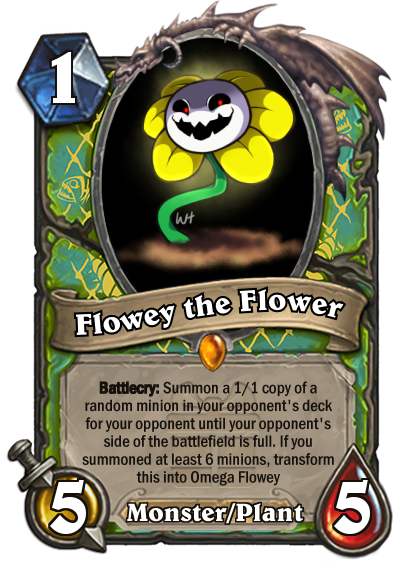 1
WH
Flowey the Flower
Battlecry: Summon a 1/1 copy of a
random minion in your opponent's deck
for your opponent until your opponent's
side of the battlefield is full. If you
summoned at least 6 minions, transform
this into Omega Flowey
5
Monster/Plant
5